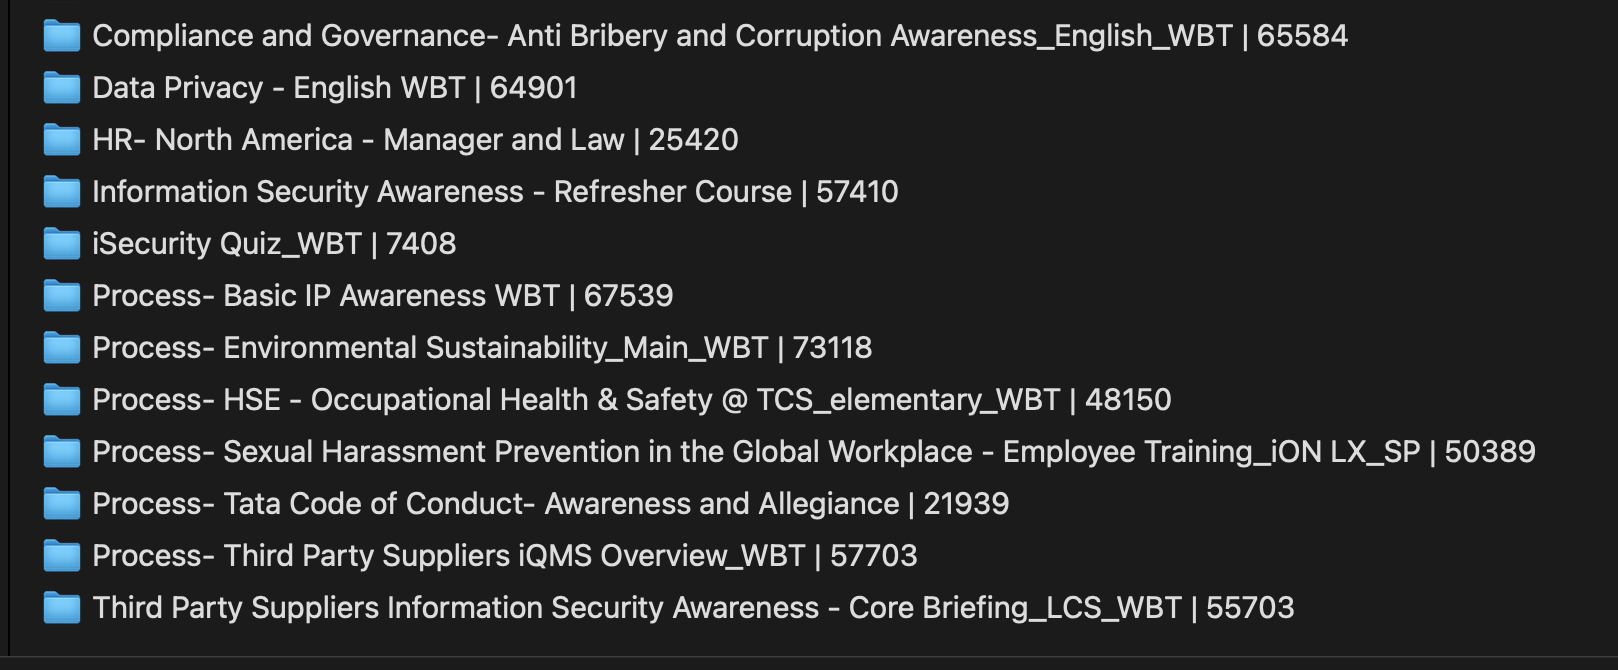 Compliance and Governance- Anti Bribery and Corruption Awareness_English_WBT | 65584
Data Privacy - English WBT | 64901
HR- North America - Manager and Law | 25420
Information Security Awareness - Refresher Course | 57410
iSecurity Quiz_WBT | 7408
Process- Basic IP Awareness WBT | 67539
Process- Environmental Sustainability_Main_WBT | 73118
Process- HSE - Occupational Health & Safety @ TCS_elementary_WBT | 48150
Process- Sexual Harassment Prevention in the Global Workplace - Employee Training_iON LX_SP | 50389
Process- Tata Code of Conduct- Awareness and Allegiance | 21939
Process- Third Party Suppliers iQMS Overview_WBT | 57703
Third Party Suppliers Information Security Awareness - Core Briefing_LCS_WBT | 55703